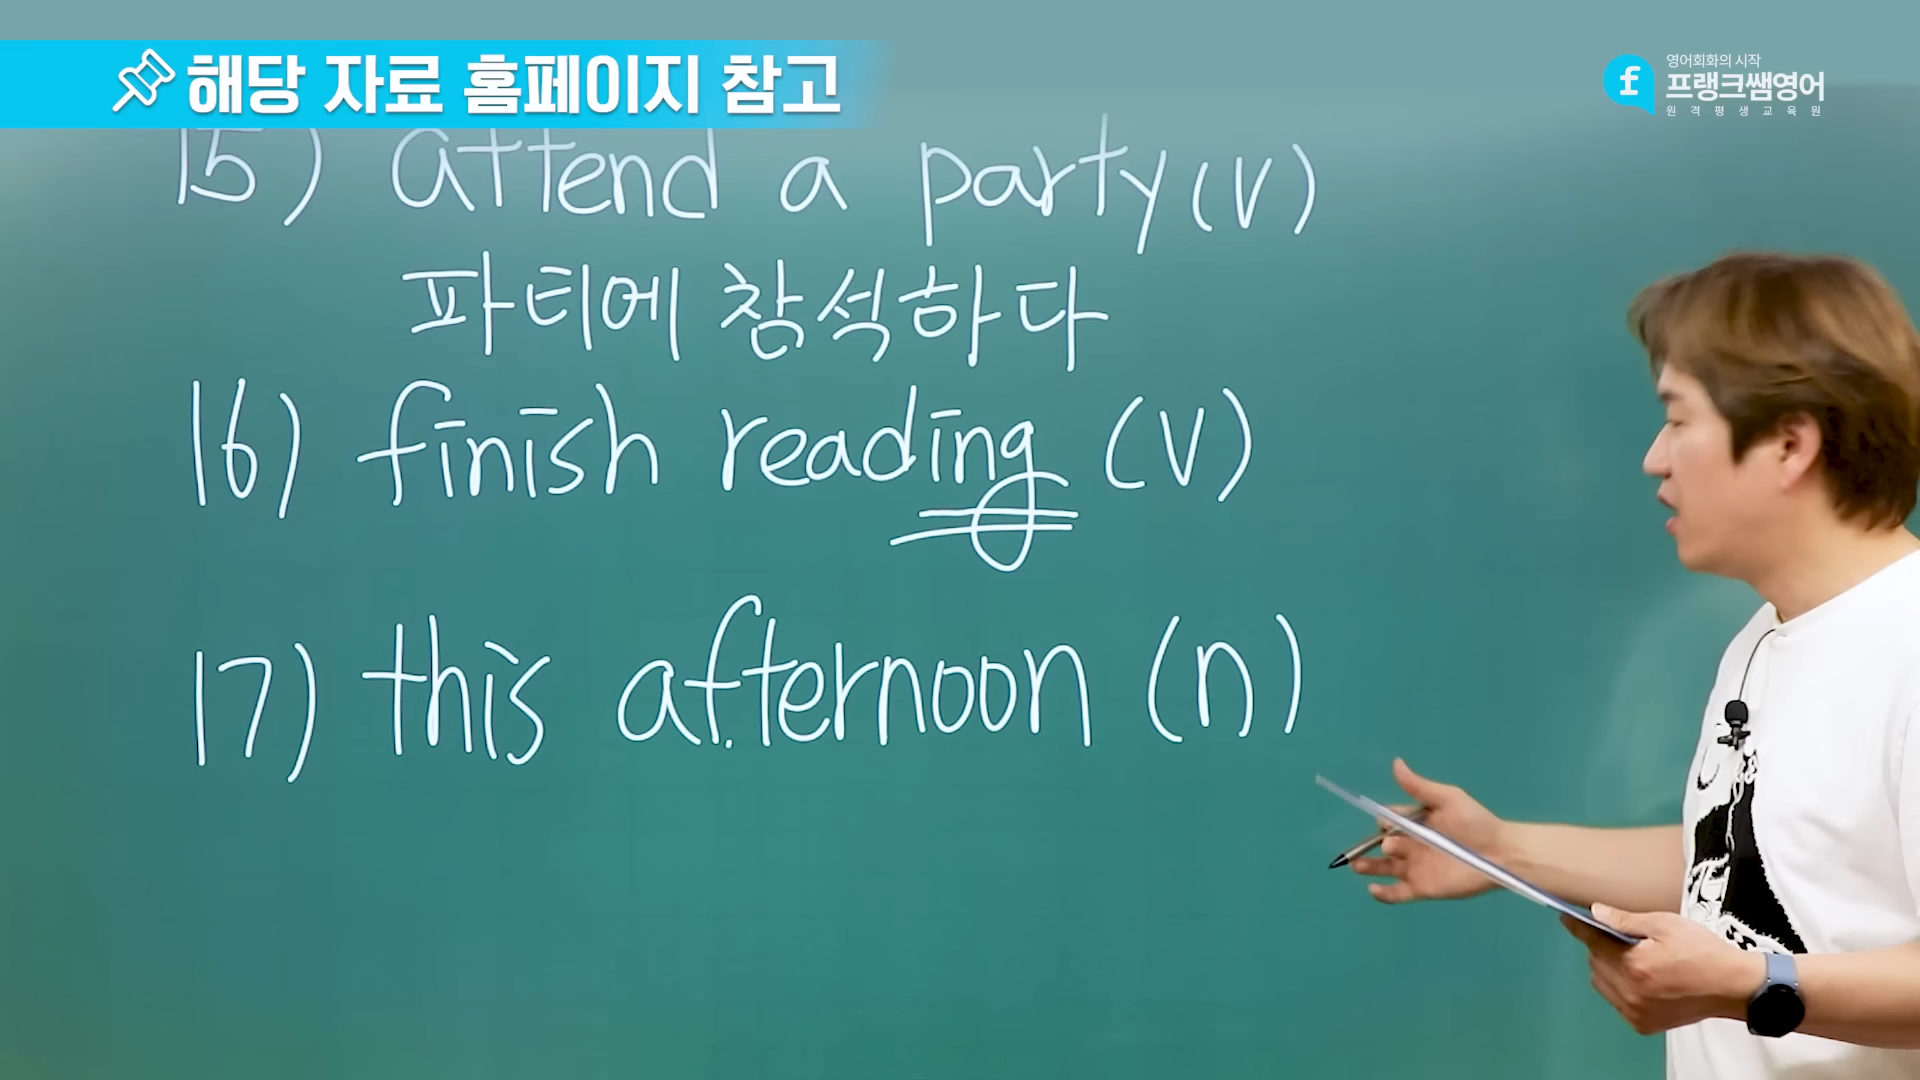 해당 자료 홈페이지 참고
영어회화의 시작
프랭크쌤영어
원격평생교육원
15) attend a party (v)
파티에 참석하다
16) finish reading (v)
17) this afternoon (n)